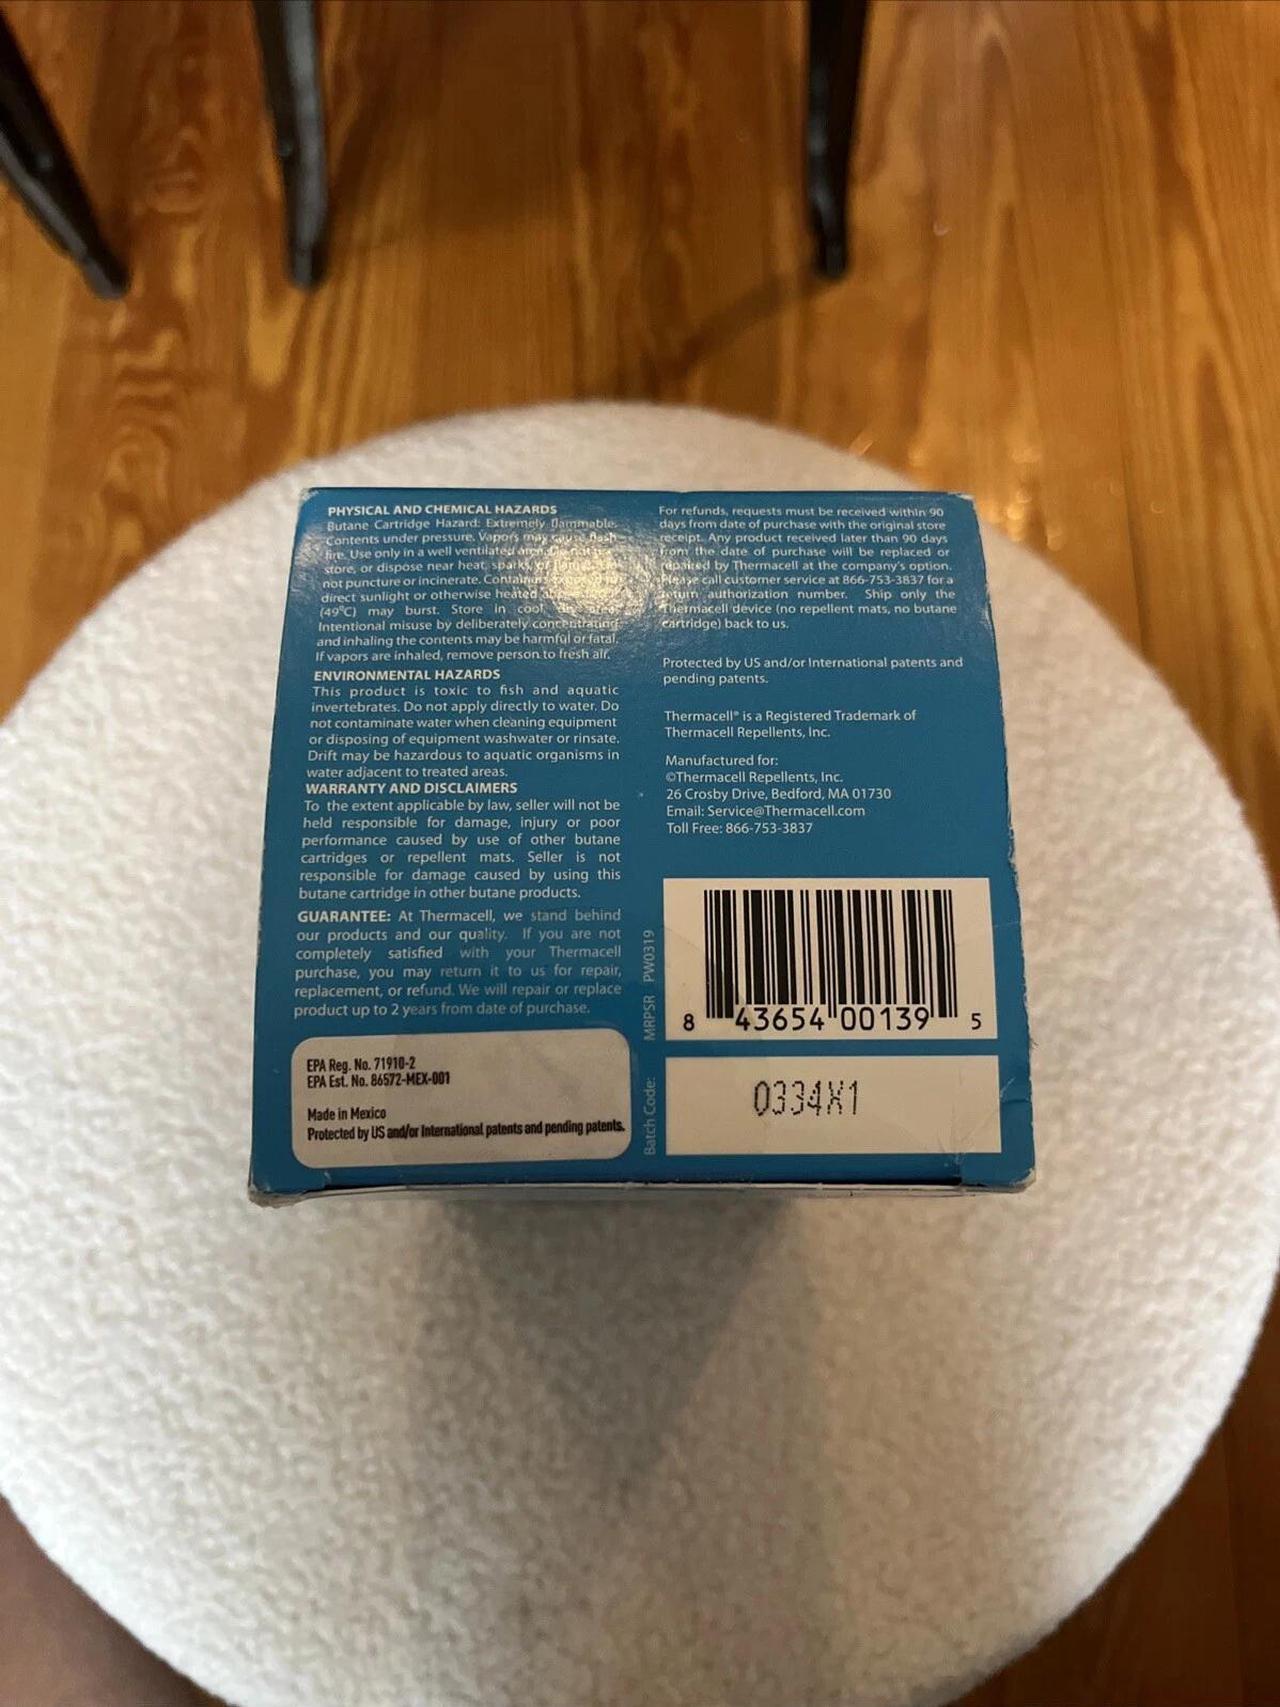 PHYSICAL AND CHEMICAL HAZARDS
Butane Cartridge Hazard: Extremely flammable.
Contents under pressure. Vapors may cause flash
fire. Use only in a well ventilated area. Do not
store, or dispose near heat, sparks, or
not puncture or incinerate. Containers exposed to
direct sunlight or otherwise heated
(49°C) may burst. Store in cool, dry area.
Intentional misuse by deliberately concentrating
and inhaling the contents may be harmful or fatal.
If vapors are inhaled, remove person to fresh air.
ENVIRONMENTAL HAZARDS
This product is toxic to fish and aquatic
invertebrates. Do not apply directly to water. Do
not contaminate water when cleaning equipment
or disposing of equipment washwater or rinsate.
Drift may be hazardous to aquatic organisms in
water adjacent to treated areas.
WARRANTY AND DISCLAIMERS
To the extent applicable by law, seller will not be
held responsible for damage, injury or poor
performance caused by use of other butane
cartridges or repellent mats. Seller is not
responsible for damage caused by using this
butane cartridge in other butane products.
GUARANTEE: At Thermacell, we stand behind
our products and our quality. If you are not
completely satisfied with your Thermacell
purchase, you may return it to us for repair,
replacement, or refund. We will repair or replace
product up to 2 years from date of purchase.
EPA Reg. No. 71910-2
EPA Est. No. 86572-MEX-001
Made in Mexico
Protected by US and/or International patents and pending patents.
For refunds, requests must be received within 90
days from date of purchase with the original store
receipt. Any product received later than 90 days
from the date of purchase will be replaced or
repaired by Thermacell at the company's option.
Please call customer service at 866-753-3837 for a
return authorization number. Ship only the
Thermacell device (no repellent mats, no butane
cartridge) back to us.
Protected by US and/or International patents and
pending patents.
Thermacell® is a Registered Trademark of
Thermacell Repellents, Inc.
Manufactured for:
©Thermacell Repellents, Inc.
26 Crosby Drive, Bedford, MA 01730
Email: Service@Thermacell.com
Toll Free: 866-753-3837
MRPSR PW0319
8 43654 00139 5
Batch Code:
0334X1